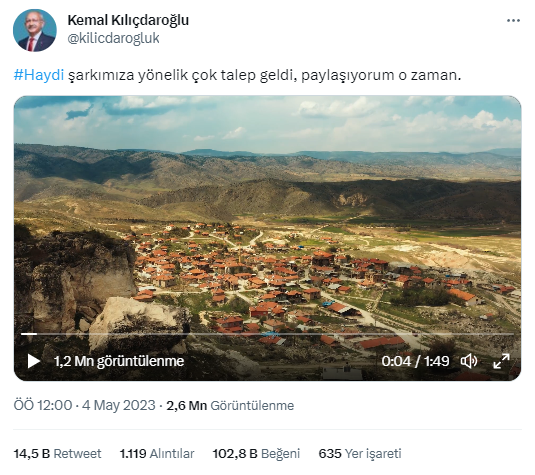 Kemal Kılıçdaroğlu
@kilicdarogluk
#Haydi şarkımıza yönelik çok talep geldi, paylaşıyorum o zaman.
1,2 Mn görüntülenme
0:04 / 1:49
ÖÖ 12:00 · 4 May 2023 · 2,6 Mn Görüntülenme
14,5 B Retweet 1.119 Alıntılar 102,8 B Beğeni 635 Yer işareti